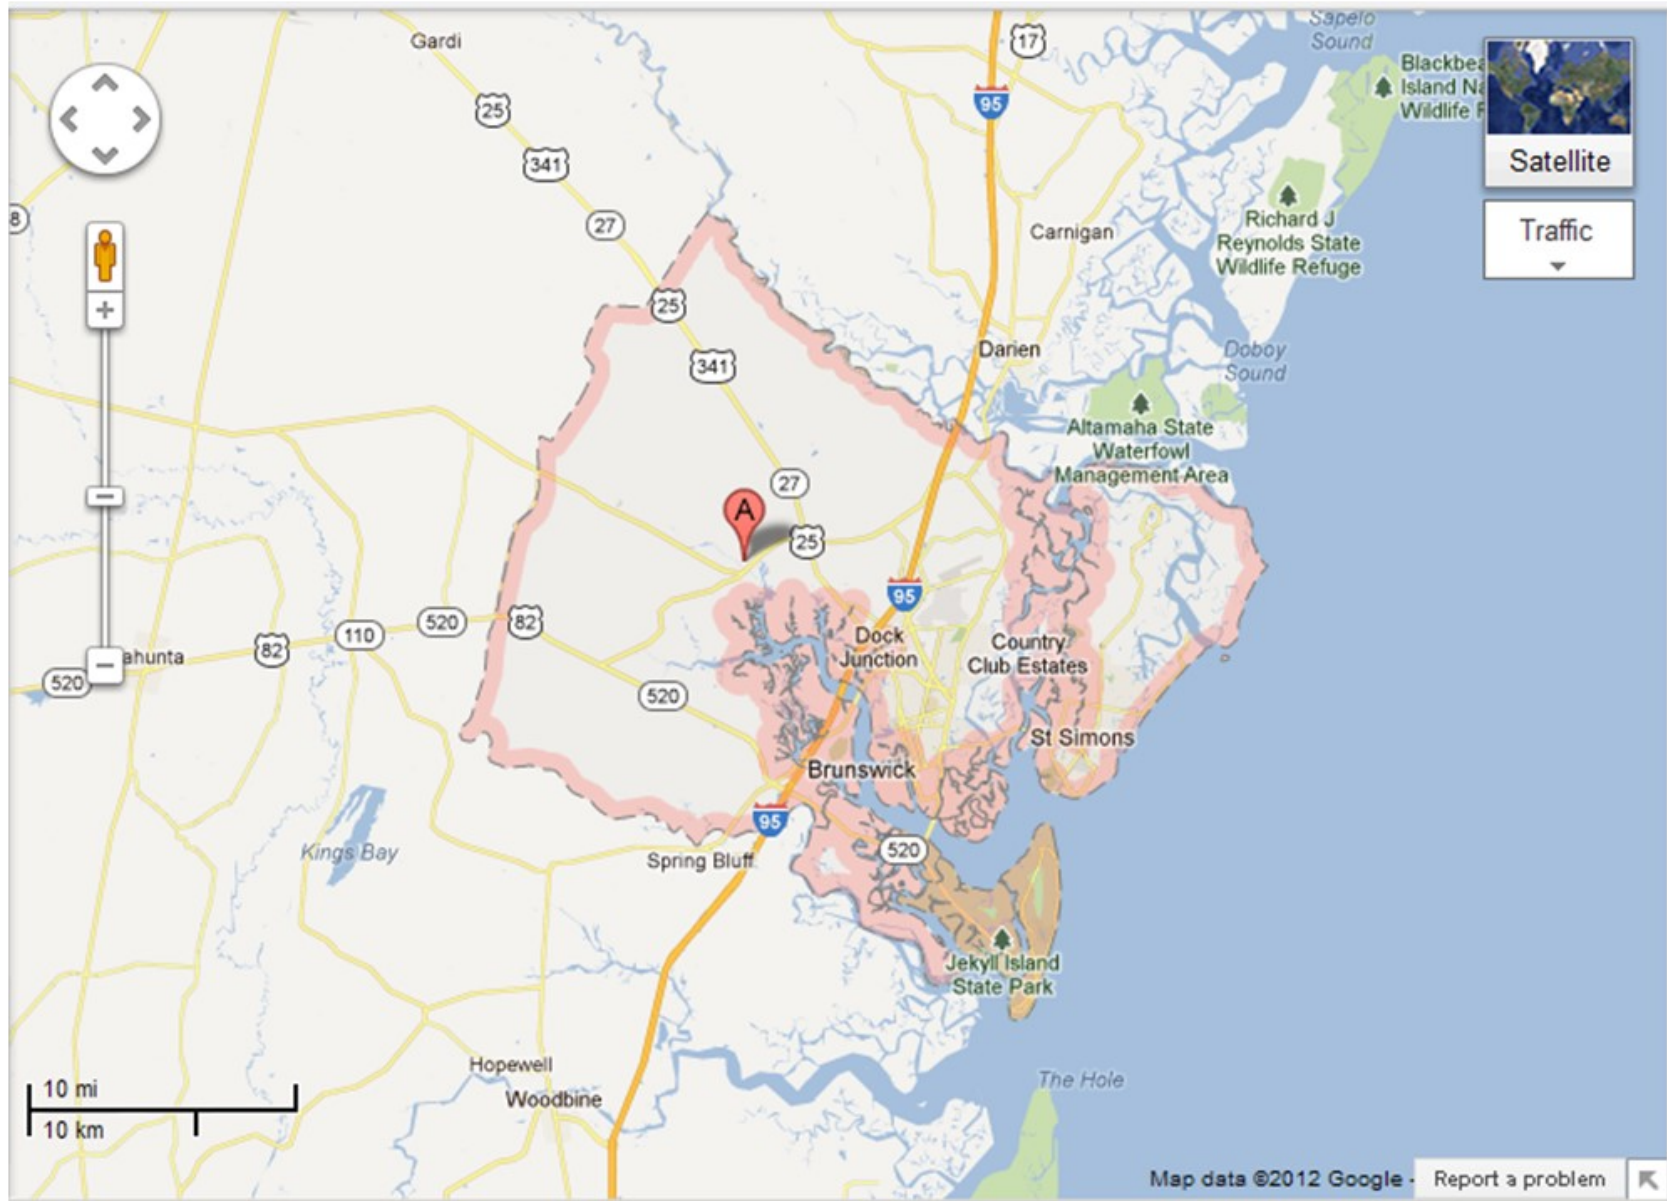 Sapelo
Sound
Gardi
17
Blackbea
Island Na
Wildlife R
95
25
Satellite
341
Richard J
Reynolds State
Wildlife Refuge
8
27
Carnigan
Traffic
25
Darien
Doboy
Sound
341
Altamaha State
Waterfowl
Management Area
27
A
25
95
82
520
110
82
Dock
Junction
Country
Club Estates
ahunta
520
520
St Simons
Brunswick
95
Kings Bay
Spring Bluff
520
Jekyll Island
State Park
Hopewell
The Hole
10 mi
Woodbine
10 km
Map data ©2012 Google -
Report a problem